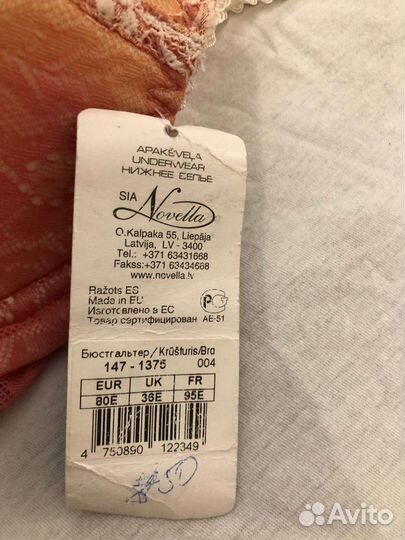 APAKŠVEĻA
UNDERWEAR
НИЖНЕЕ БЕЛЬЕ
SIA Novella
O.Kalpaka 55, Liepāja
Latvija, LV - 3400
Tel.: +371 63431668
Fakss:+371 63434668
www.novella.lv
Ražots ES
Made in EU
Изготовлено в ЕС
Товар сертифицирован
АЕ-51
Бюстгальтер/Krūšturis/Bra
147 - 1375 004
EUR UK FR
80E 36E 95E
4 750890 122349
Avito